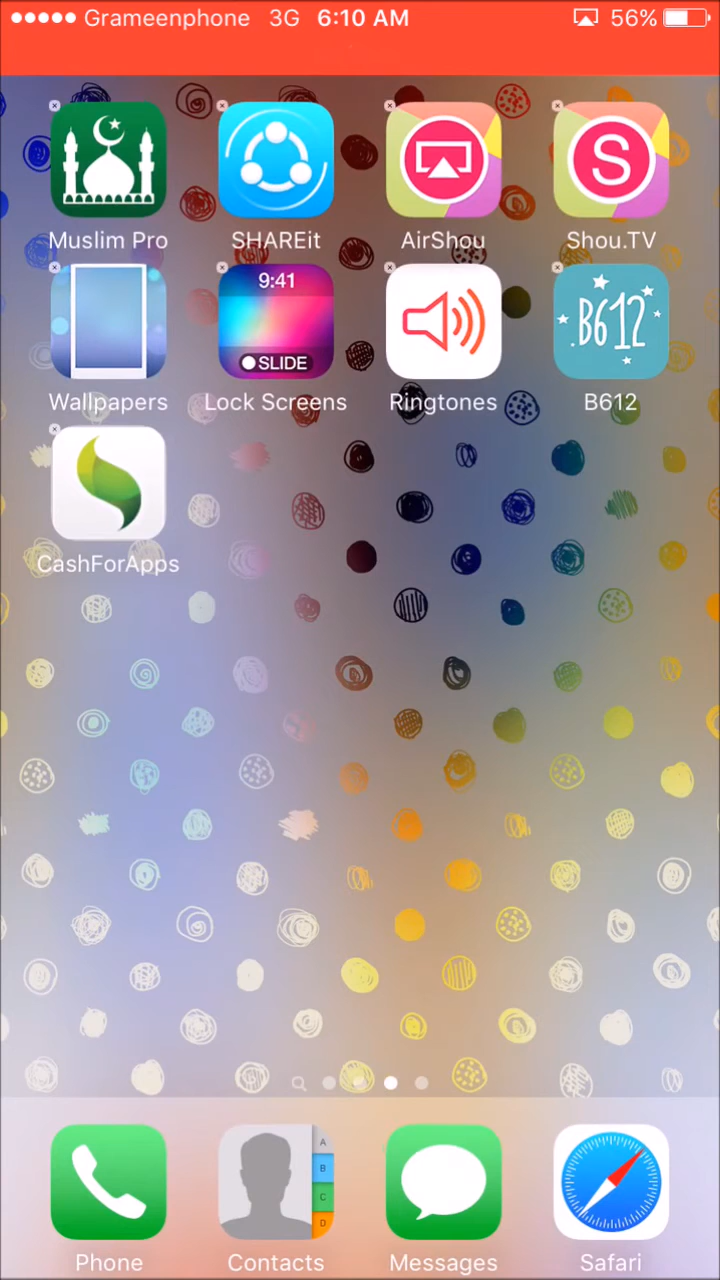 Grameenphone 3G 6:10 AM 56%
Muslim Pro SHAREit AirShou Shou.TV
9:41
SLIDE
.B612
Wallpapers Lock Screens Ringtones B612
CashForApps
A
B
C
D
Phone Contacts Messages Safari